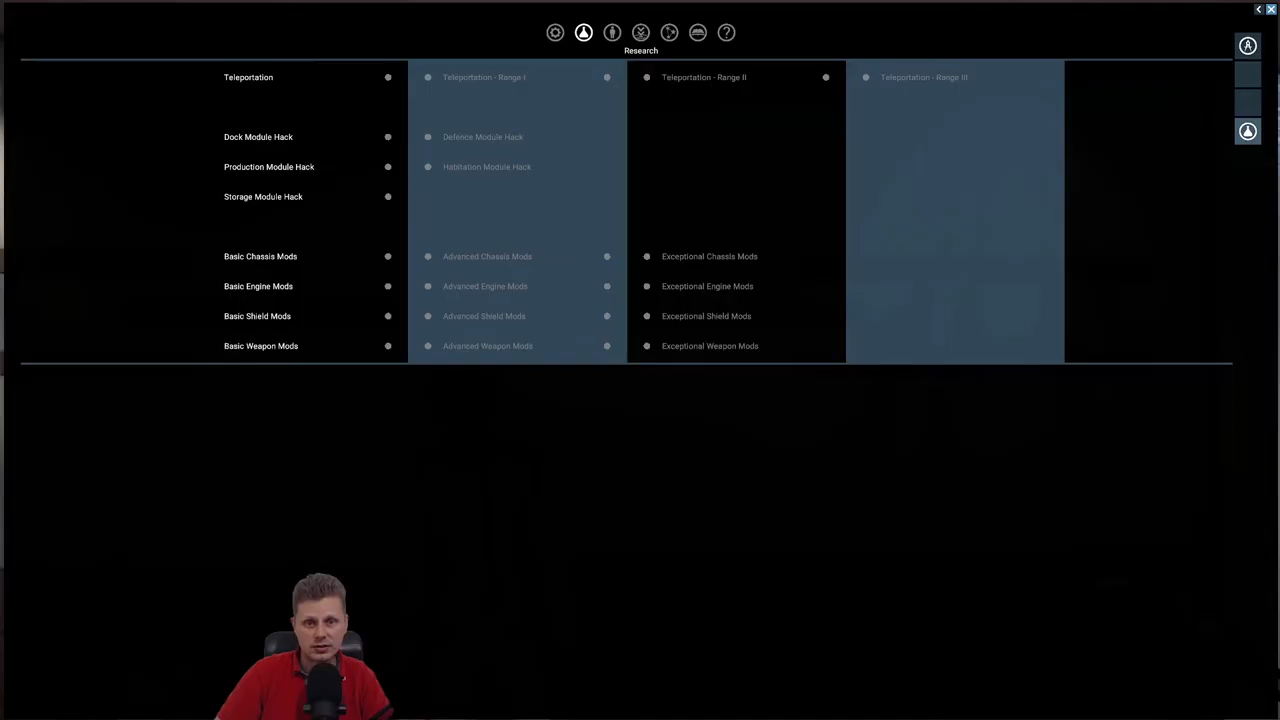 Research
Teleportation
Teleportation - Range I
Teleportation - Range II
Teleportation - Range III
Dock Module Hack
Defence Module Hack
Production Module Hack
Habitation Module Hack
Storage Module Hack
Basic Chassis Mods
Advanced Chassis Mods
Exceptional Chassis Mods
Basic Engine Mods
Advanced Engine Mods
Exceptional Engine Mods
Basic Shield Mods
Advanced Shield Mods
Exceptional Shield Mods
Basic Weapon Mods
Advanced Weapon Mods
Exceptional Weapon Mods